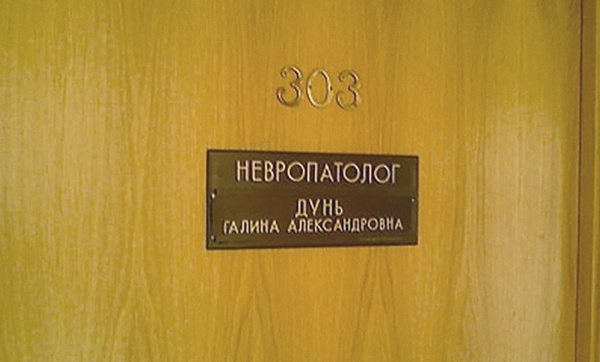 303
НЕВРОПАТОЛОГ
ДУНЬ
ГАЛИНА АЛЕКСАНДРОВНА